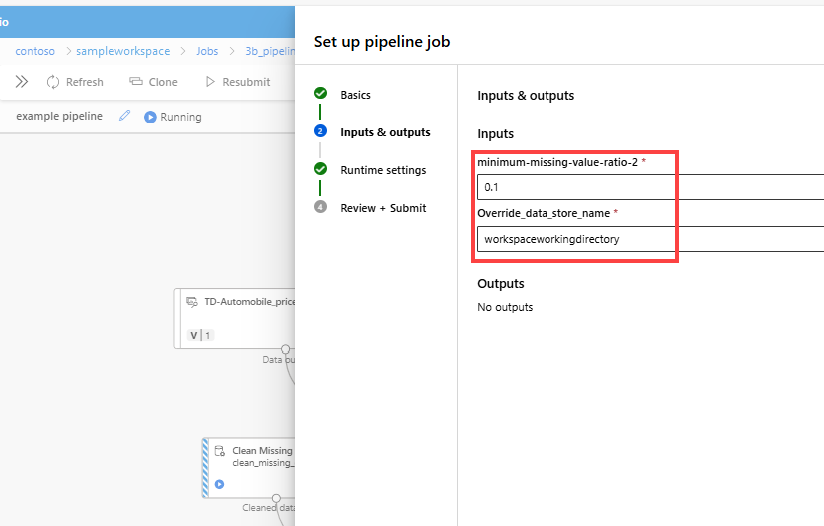 io
contoso > sampleworkspace > Jobs > 3b_pipelin
Refresh Clone Resubmit
example pipeline Running
TD-Automobile_price
V 1
Data ou
Clean Missing
clean_missing_
Cleaned data
Set up pipeline job
Basics
2 Inputs & outputs
Runtime settings
4 Review + Submit
Inputs & outputs
Inputs
minimum-missing-value-ratio-2 *
0.1
Override_data_store_name *
workspaceworkingdirectory
Outputs
No outputs